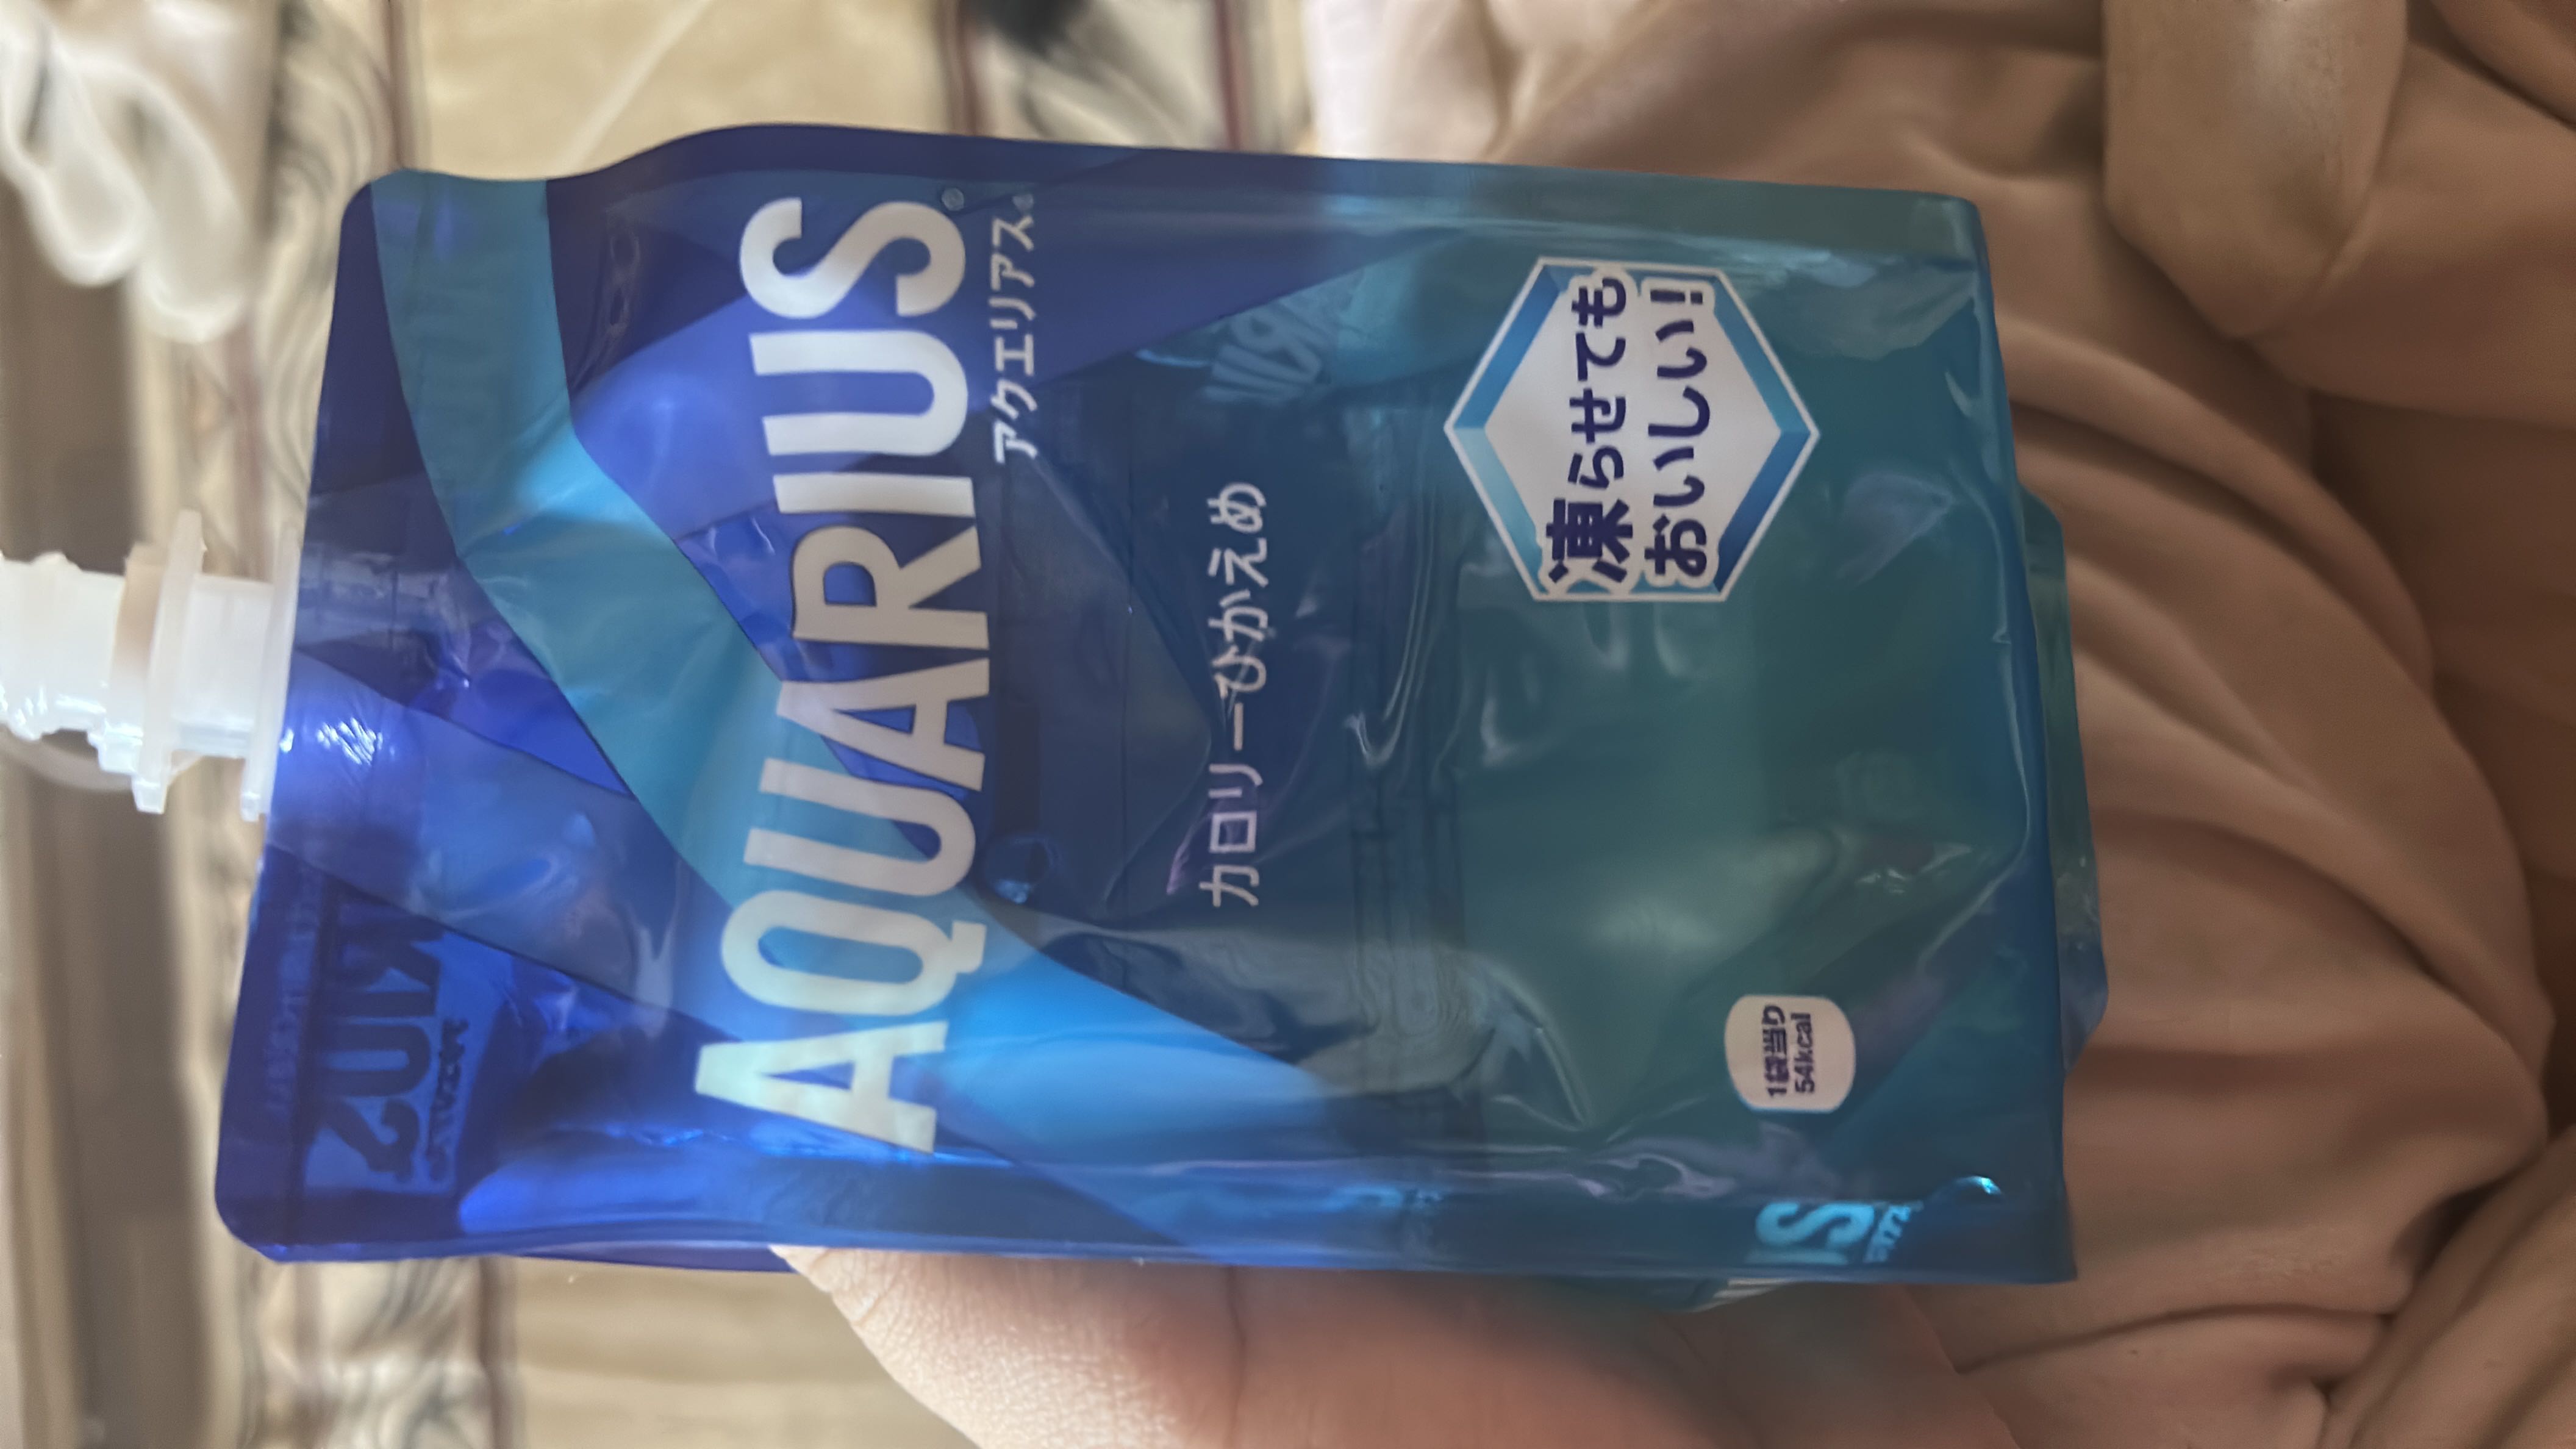 AQUARIUS
アクエリアス
カロリーひかえめ
凍らせても
おいしい!
1袋当り
54kcal